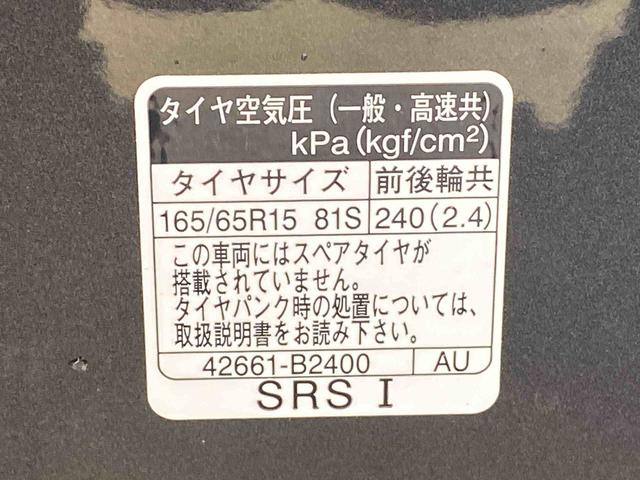 タイヤ空気圧（一般・高速共）
kPa(kgf/cm²)
タイヤサイズ 前後輪共
165/65R15 81S 240(2.4)
この車両にはスペアタイヤが
搭載されていません。
タイヤパンク時の処置については、
取扱説明書をお読み下さい。
42661-B2400 AU
SRS I